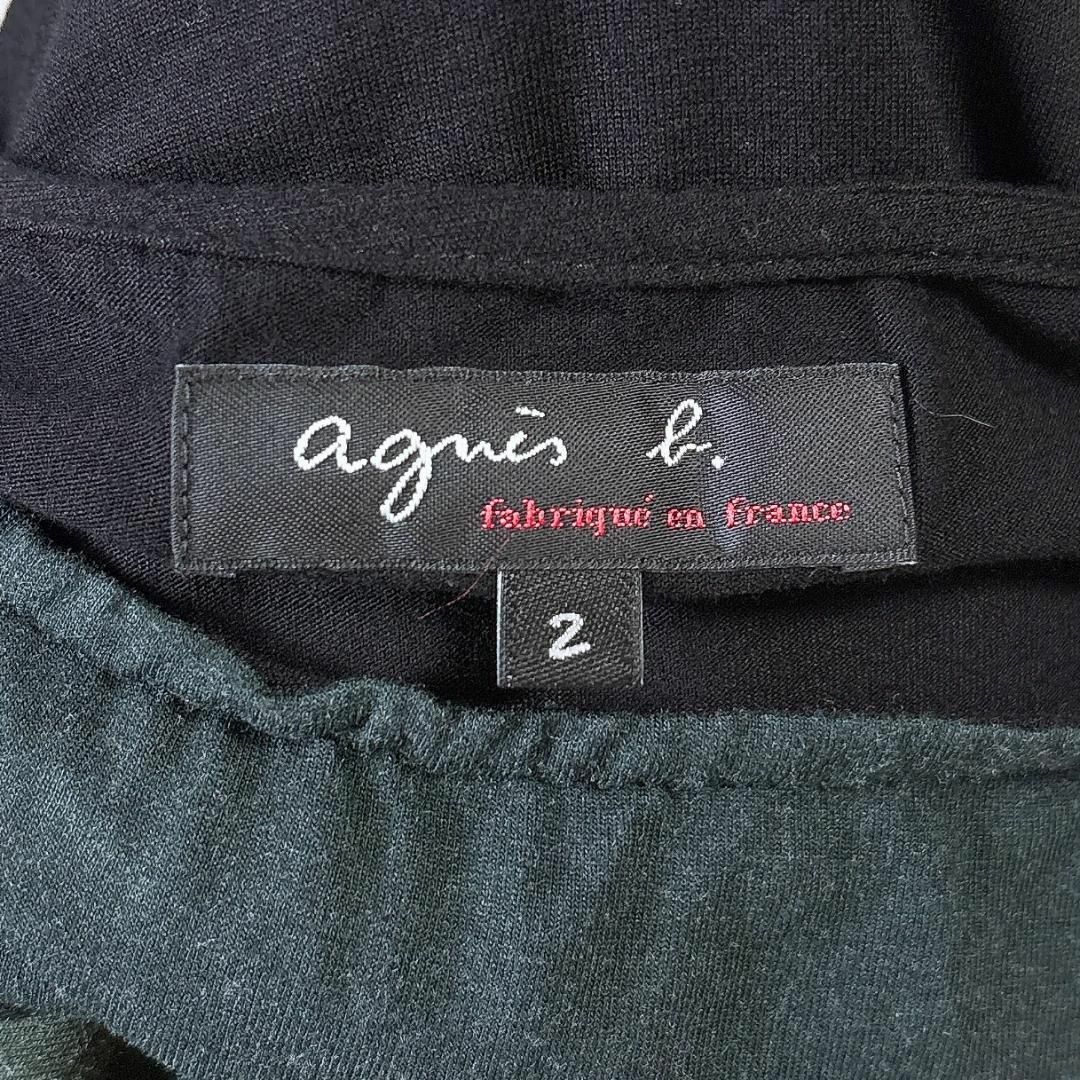 agnès b.
fabriqué en france
2